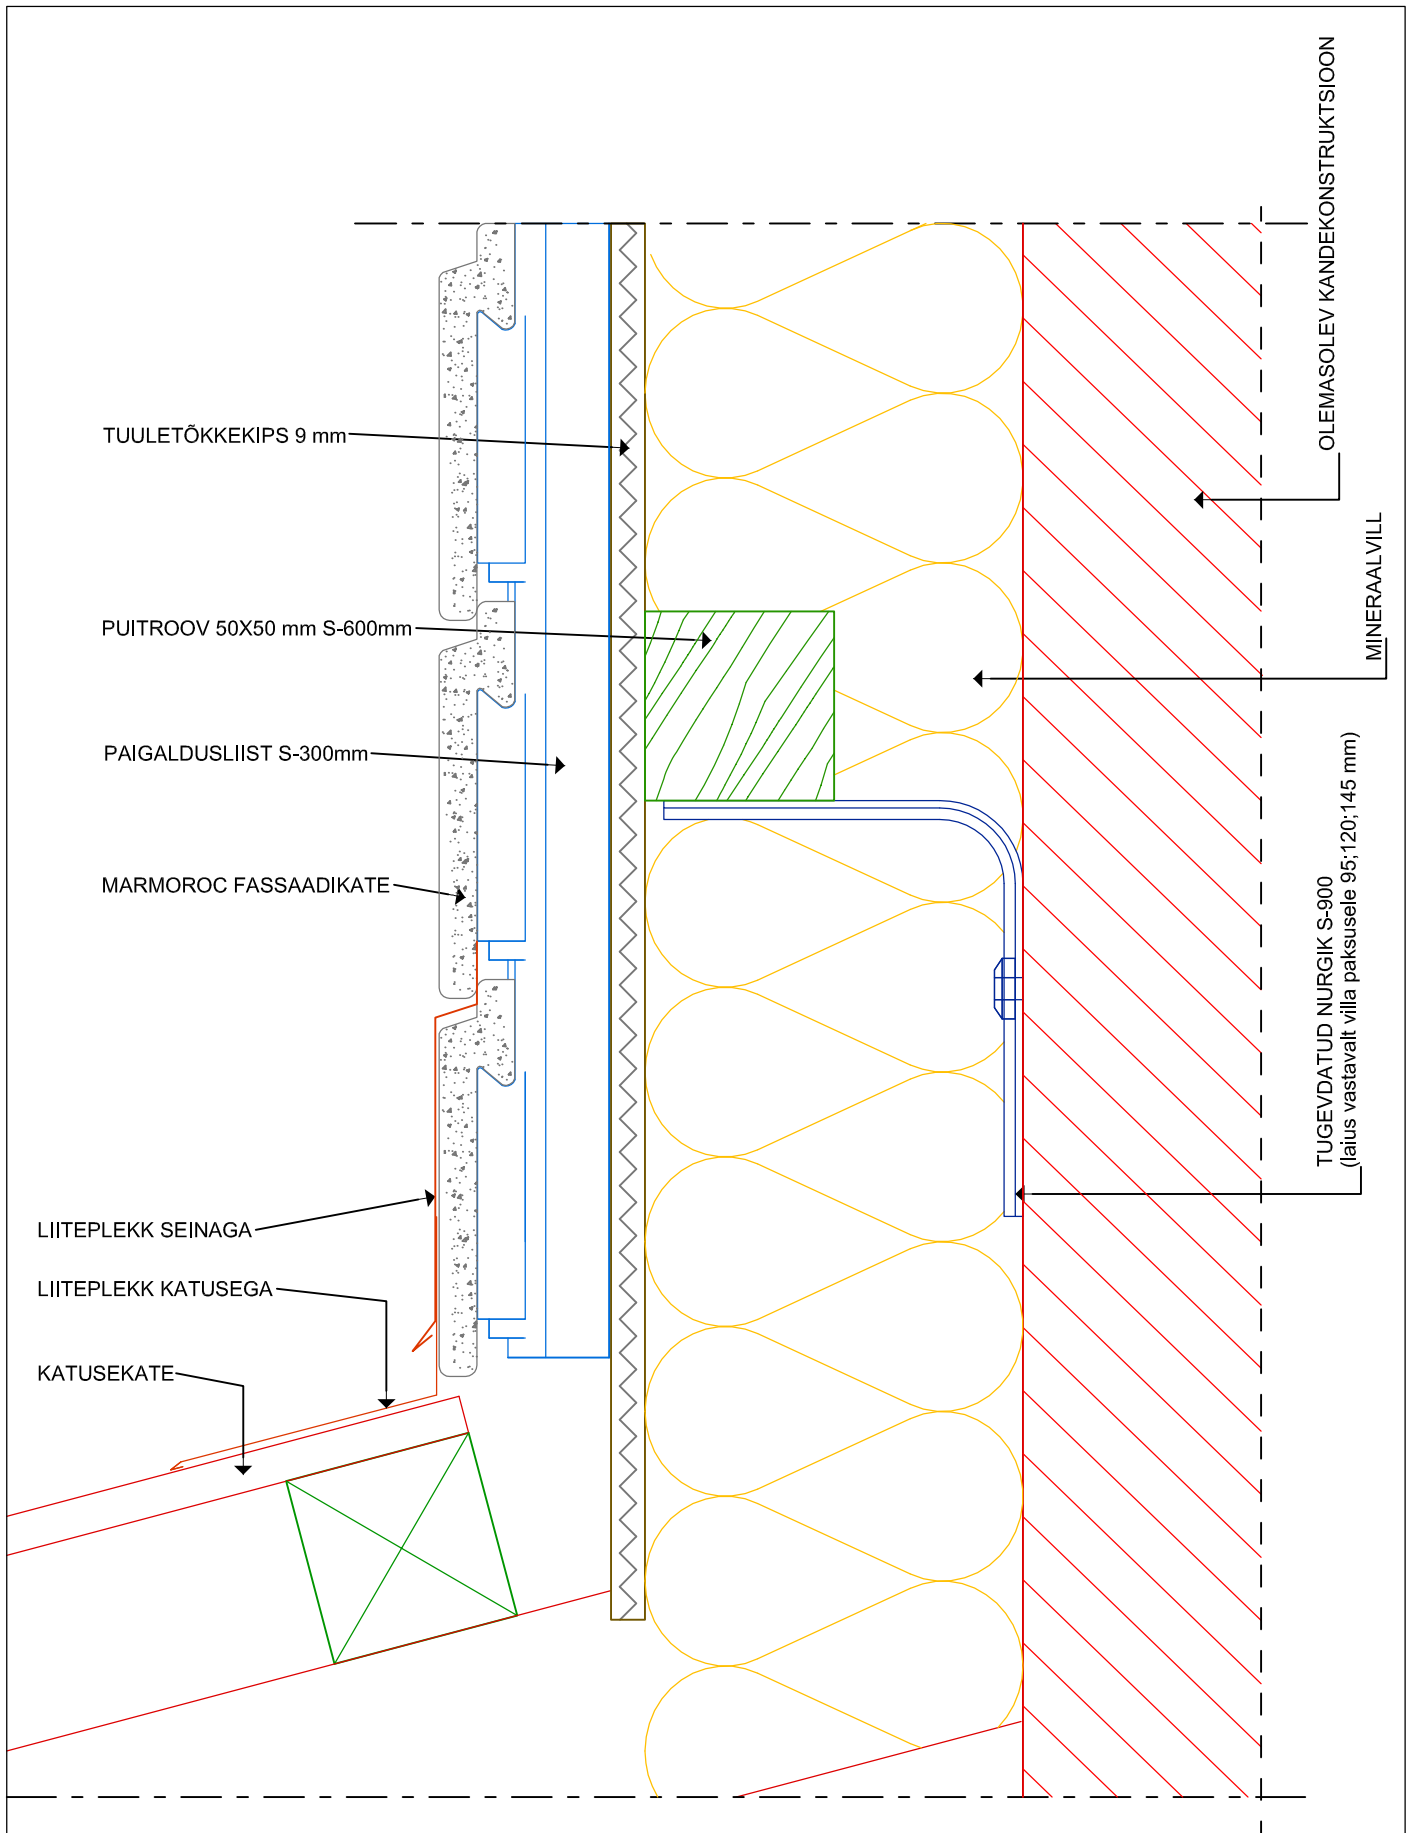 OLEMASOLEV KANDEKONSTRUKTSIOON
TUULETÕKKEKIPS 9 mm
MINERAALVILL
PUITROOV 50X50 mm S-600mm
PAIGALDUSLIIST S-300mm
MARMOROC FASSAADIKATE
TUGEVDATUD NURGIK S-900
(laius vastavalt villa paksusele 95;120;145 mm)
LIITEPLEKK SEINAGA
LIITEPLEKK KATUSEGA
KATUSEKATE